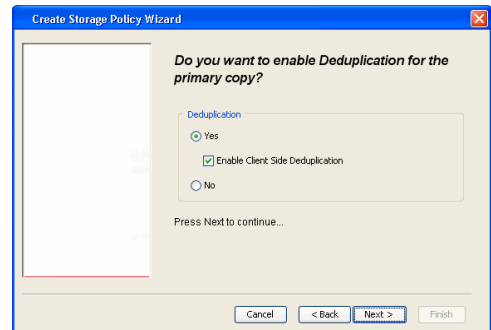 Create Storage Policy Wizard
Do you want to enable Deduplication for the
primary copy?
Deduplication
Yes
Enable Client Side Deduplication
No
Press Next to continue...
Cancel
< Back
Next >
Finish